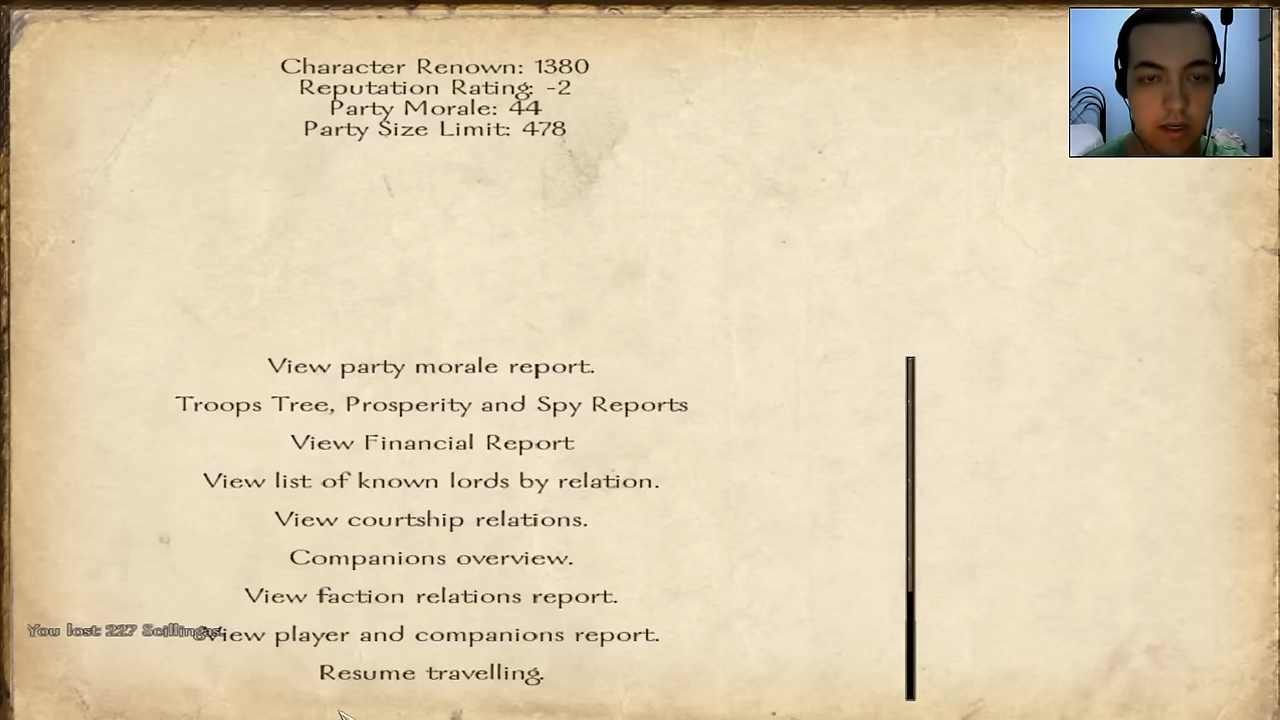 Character Renown: 1380
Reputation Rating: -2
Party Morale: 44
Party Size Limit: 478
View party morale report.
Troops Tree, Prosperity and Spy Reports
View Financial Report
View list of known lords by relation.
View courtship relations.
Companions overview.
View faction relations report.
You lost 227 Scillingas.
View player and companions report.
Resume travelling.